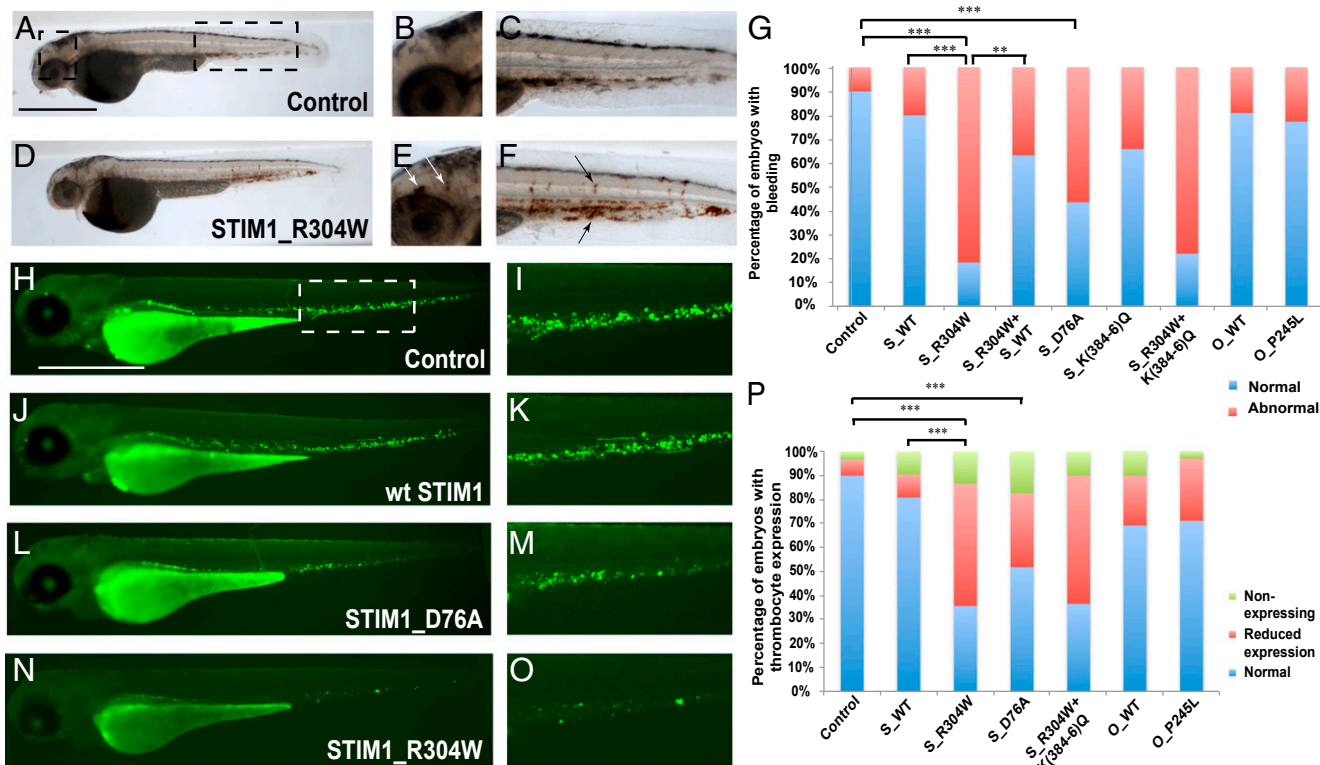 A
B
C
Control
D
E
F
STIM1_R304W
G
***
***
***
**
Percentage of embryos with
bleeding
100%
90%
80%
70%
60%
50%
40%
30%
20%
10%
0%
Control
S_WT
S_R304W
S_R304W+
S_WT
S_D76A
S_K(384-6)Q
S_R304W+
K(384-6)Q
O_WT
O_P245L
Normal
Abnormal
H
I
Control
J
K
wt STIM1
L
M
STIM1_D76A
N
O
STIM1_R304W
P
***
***
***
Percentage of embryos with
thrombocyte expression
100%
90%
80%
70%
60%
50%
40%
30%
20%
10%
0%
Control
S_WT
S_R304W
S_D76A
S_R304W+
K(384-6)Q
O_WT
O_P245L
Non-
expressing
Reduced
expression
Normal